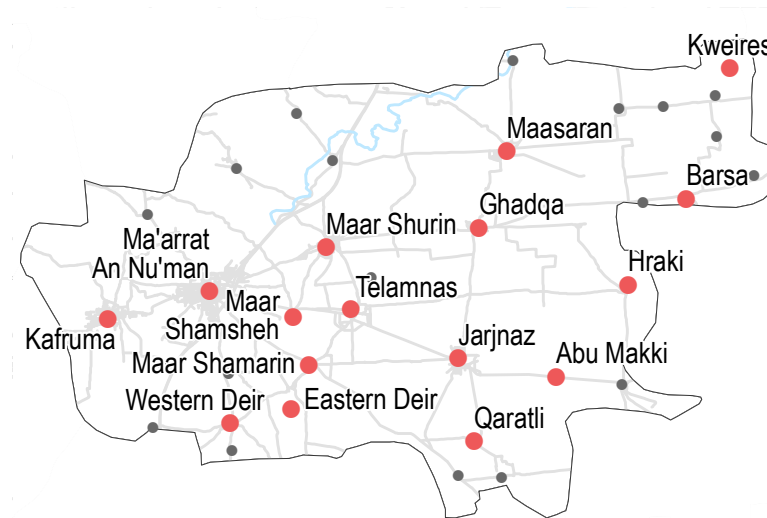 Kweires
Maasaran
Barsa
Ghadqa
Maar Shurin
Ma'arrat
An Nu'man
Hraki
Telamnas
Maar
Shamsheh
Kafruma
Jarjnaz
Maar Shamarin
Abu Makki
Western Deir
Eastern Deir
Qaratli